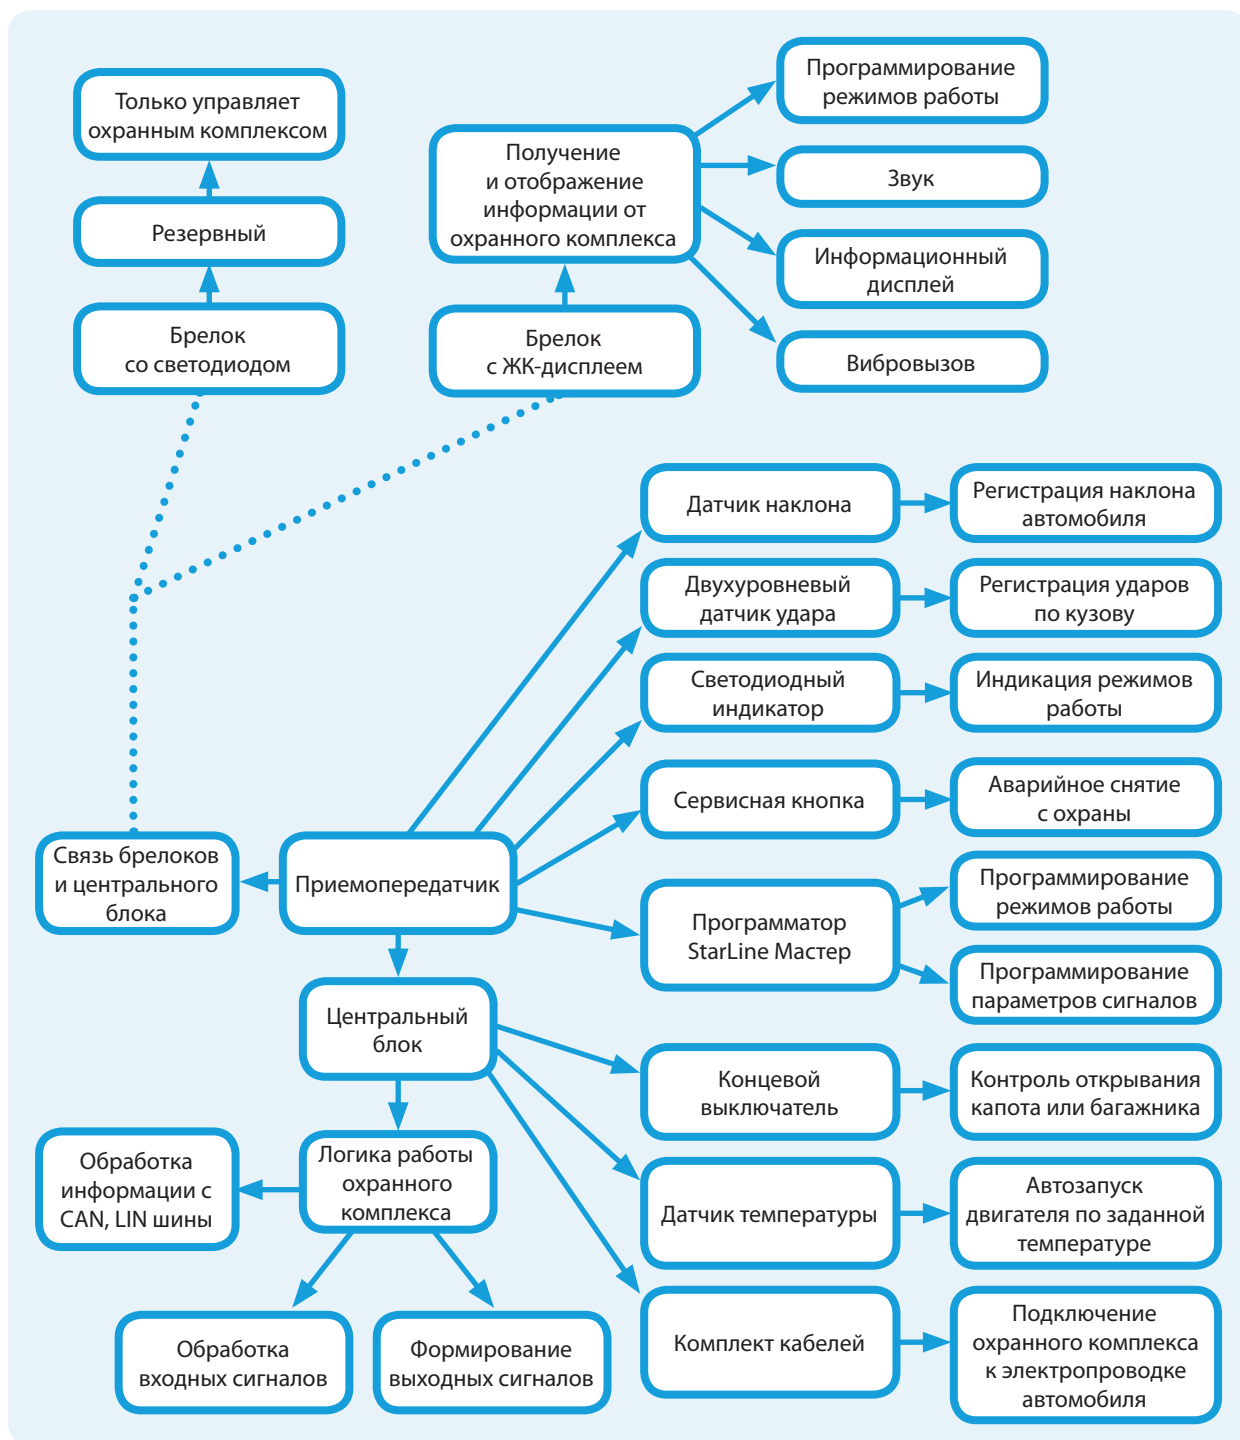 Только управляет
охранным комплексом
Резервный
Брелок
со светодиодом
Получение
и отображение
информации от
охранного комплекса
Брелок
с ЖК-дисплеем
Программирование
режимов работы
Звук
Информационный
дисплей
Вибровызов
Датчик наклона
Регистрация наклона
автомобиля
Двухуровневый
датчик удара
Регистрация ударов
по кузову
Светодиодный
индикатор
Индикация режимов
работы
Сервисная кнопка
Аварийное снятие
с охраны
Связь брелоков
и центрального
блока
Приемопередатчик
Программатор
StarLine Мастер
Программирование
режимов работы
Программирование
параметров сигналов
Центральный
блок
Концевой
выключатель
Контроль открывания
капота или багажника
Обработка
информации с
CAN, LIN шины
Логика работы
охранного
комплекса
Датчик температуры
Автозапуск
двигателя по заданной
температуре
Обработка
входных сигналов
Формирование
выходных сигналов
Комплект кабелей
Подключение
охранного комплекса
к электропроводке
автомобиля